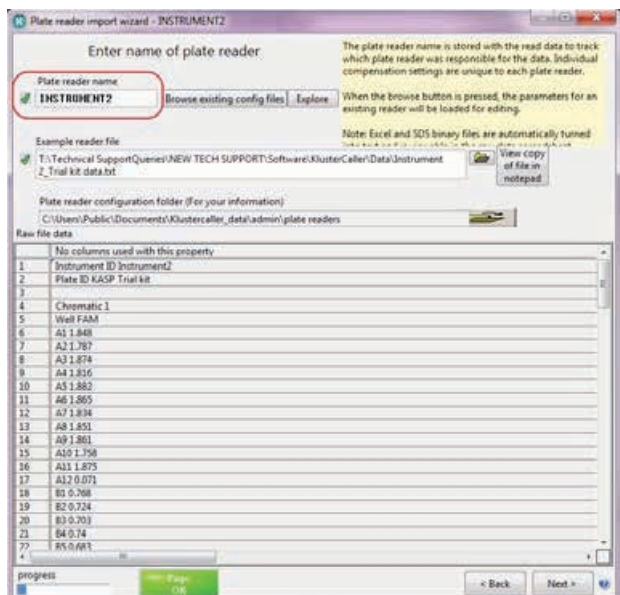 Plate reader import wizard - INSTRUMENT2
Enter name of plate reader
The plate reader name is stored with the read data to track
which plate reader was responsible for the data. Individual
compensation settings are unique to each plate reader.
When the browse button is pressed, the parameters for an
existing reader will be loaded for editing.
Note: Excel and SDS binary files are automatically turned
Plate reader name
INSTRUMENT2
Browse existing config files
Explore
Example reader file
T:\Technical Support\Queries\NEW TECH SUPPORT\Software\KlusterCaller\Data\Instrument
2_Trial kit data.txt
View copy
of file in
notepad
Plate reader configuration folder (For your information)
C:\Users\Public\Documents\Klustercaller_data\admin\plate readers
Raw file data
No columns used with this property
1 Instrument ID Instrument2
2 Plate ID KASP Trial kit
3
4 Chromatic 1
5 Well FAM
6 A1 1.848
7 A2 1.787
8 A3 1.874
9 A4 1.816
10 A5 1.882
11 A6 1.865
12 A7 1.834
13 A8 1.851
14 A9 1.861
15 A10 1.758
16 A11 1.875
17 A12 0.071
18 B1 0.768
19 B2 0.724
20 B3 0.703
21 B4 0.74
22 B5 0.683
progress
Page
OK
< Back
Next >